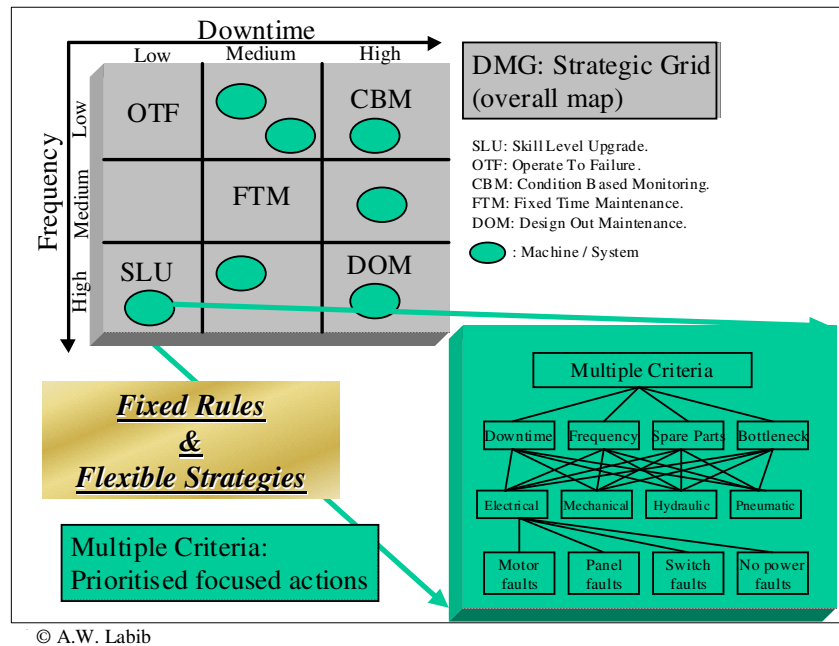 Downtime
Low Medium High
Frequency
Low
Medium
High
OTF
CBM
FTM
SLU
DOM
DMG: Strategic Grid
(overall map)
SLU: Skill Level Upgrade.
OTF: Operate To Failure.
CBM: Condition Based Monitoring.
FTM: Fixed Time Maintenance.
DOM: Design Out Maintenance.
: Machine / System
Fixed Rules
&
Flexible Strategies
Multiple Criteria:
Prioritised focused actions
Multiple Criteria
Downtime Frequency Spare Parts Bottleneck
Electrical Mechanical Hydraulic Pneumatic
Motor faults
Panel faults
Switch faults
No power faults
© A.W. Labib